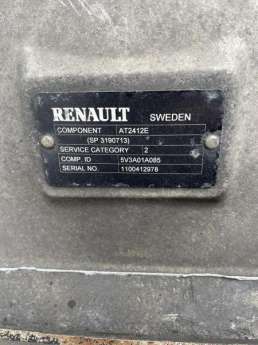 RENAULT SWEDEN
COMPONENT AT2412E
(SP 3190713)
SERVICE CATEGORY 2
COMP. ID 5V3A01A085
SERIAL NO. 1100412978